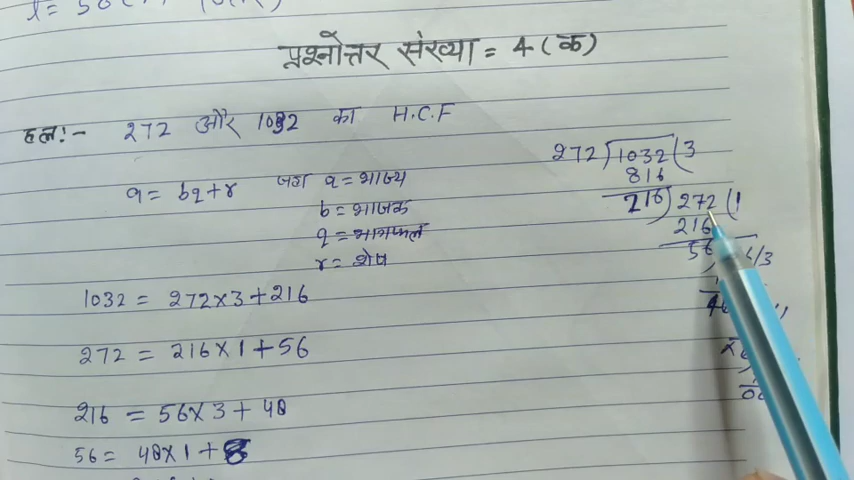 प्रश्नोत्तर संख्या = 4 (क)
हल:- 272 और 1032 का H.C.F
a = bq + r जहाँ a = भाज्य
b = भाजक
q = भागफल
r = शेष
1032 = 272 x 3 + 216
272 = 216 x 1 + 56
216 = 56 x 3 + 48
56 = 48 x 1 + 8
272 ) 1032 ( 3
816
216 ) 272 ( 1
216
56